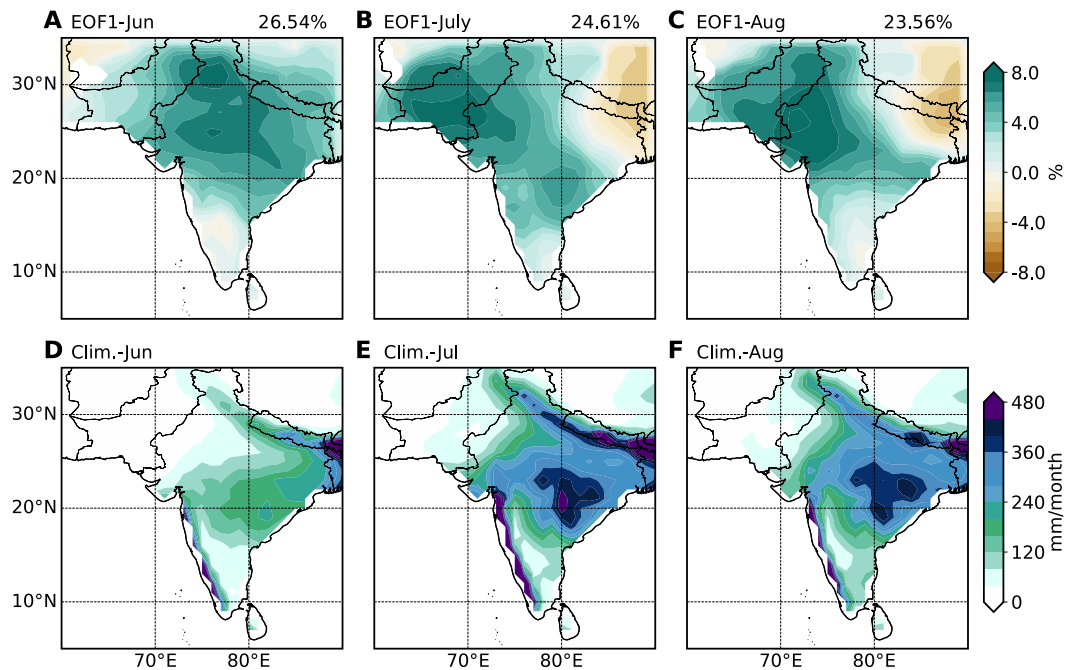 A EOF1-Jun 26.54%
B EOF1-July 24.61%
C EOF1-Aug 23.56%
30°N
20°N
10°N
8.0
4.0
0.0
-4.0
-8.0
%
D Clim.-Jun
E Clim.-Jul
F Clim.-Aug
30°N
20°N
10°N
480
360
240
120
0
mm/month
70°E 80°E
70°E 80°E
70°E 80°E